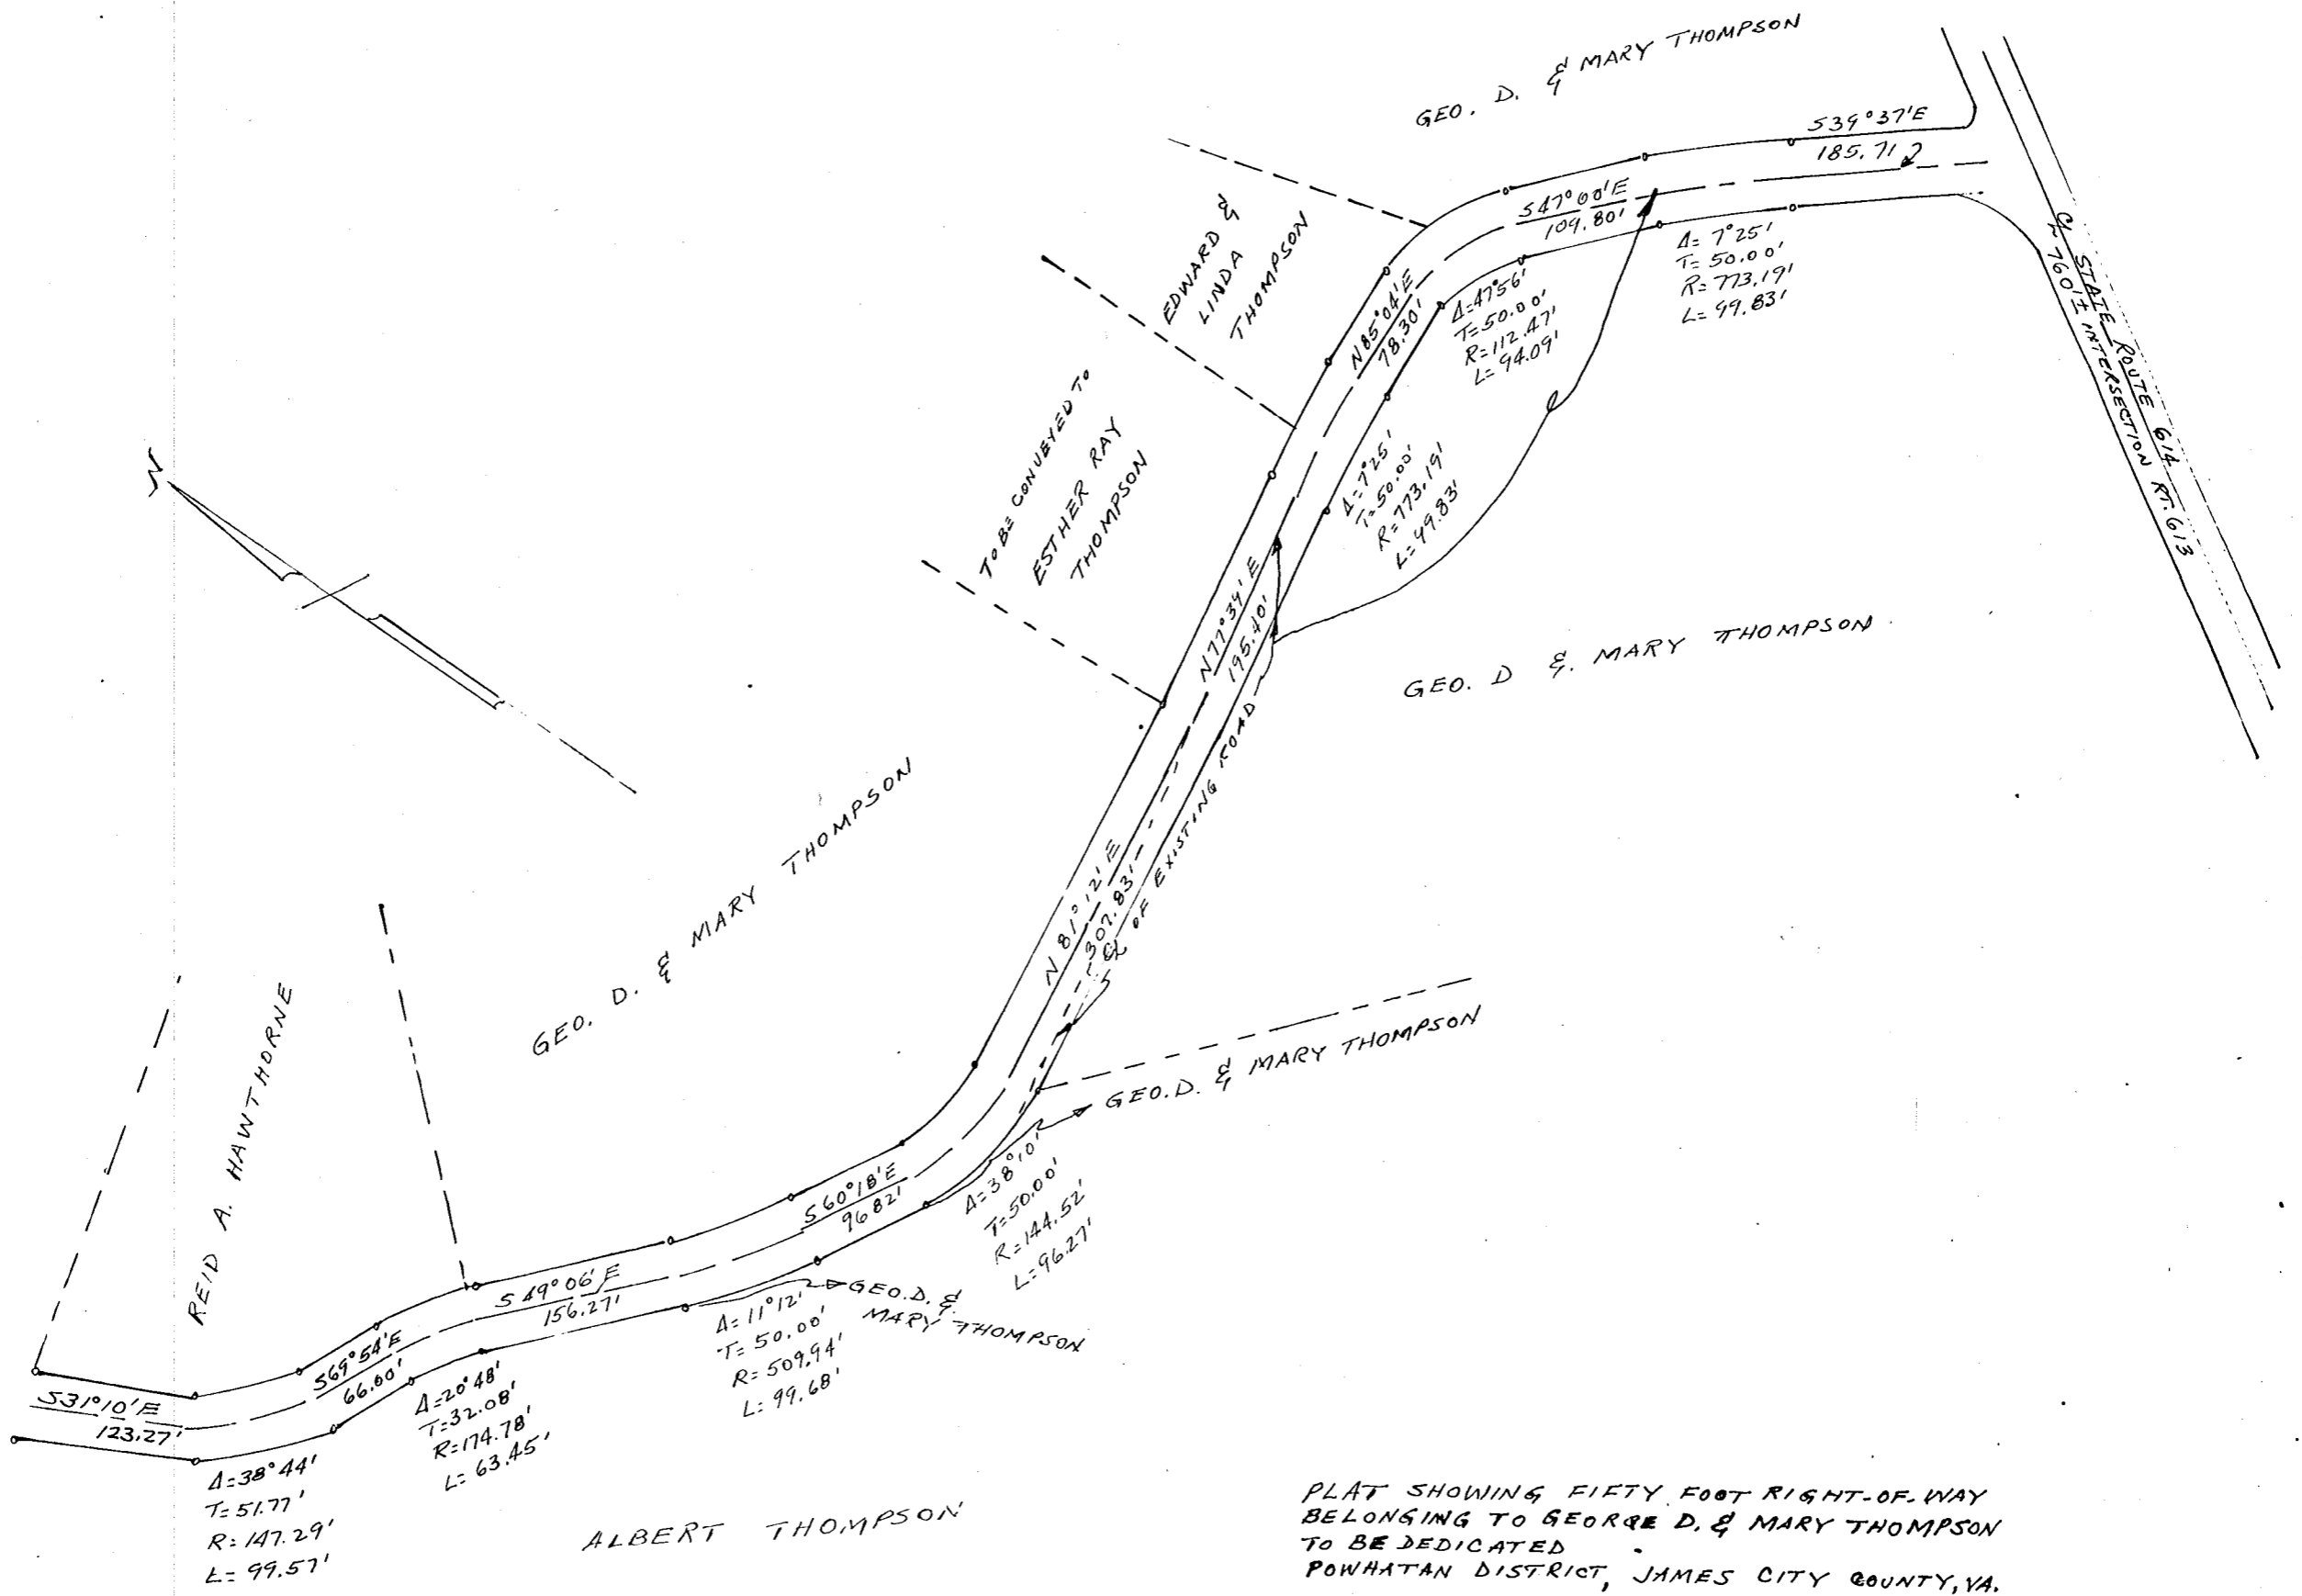 GEO. D. & MARY THOMPSON
S39°37'E
185.71
S47°00'E
109.80'
Δ= 7°25'
T= 50.00'
R= 773.19'
L= 99.83'
℄ STATE ROUTE 614
760'± INTERSECTION RT. 613
EDWARD &
LINDA
THOMPSON
N85°04'E
78.30'
Δ=47°56'
T=50.00'
R=112.47'
L=94.09'
TO BE CONVEYED TO
ESTHER RAY
THOMPSON
Δ=7°25'
T=50.00'
R=773.19'
L=99.83'
N
N77°39'E
195.40'
GEO. D & MARY THOMPSON
GEO. D. & MARY THOMPSON
N 81°12'E
307.83'
℄ OF EXISTING ROAD
GEO. D. & MARY THOMPSON
REID A. HAWTHORNE
S60°18'E
96.82'
Δ=38°10'
T=50.00'
R=144.52'
L=96.27'
S 49°06'E
156.27'
GEO. D. &
MARY THOMPSON
Δ=11°12'
T= 50.00'
R= 509.94'
L= 99.68'
S69°54'E
66.00'
Δ=20°48'
T=32.08'
R=174.78'
L= 63.45'
S31°10'E
123.27'
Δ=38°44'
T=51.77'
R=147.29'
L= 99.57'
ALBERT THOMPSON
PLAT SHOWING FIFTY FOOT RIGHT-OF-WAY
BELONGING TO GEORGE D. & MARY THOMPSON
TO BE DEDICATED
POWHATAN DISTRICT, JAMES CITY COUNTY, VA.